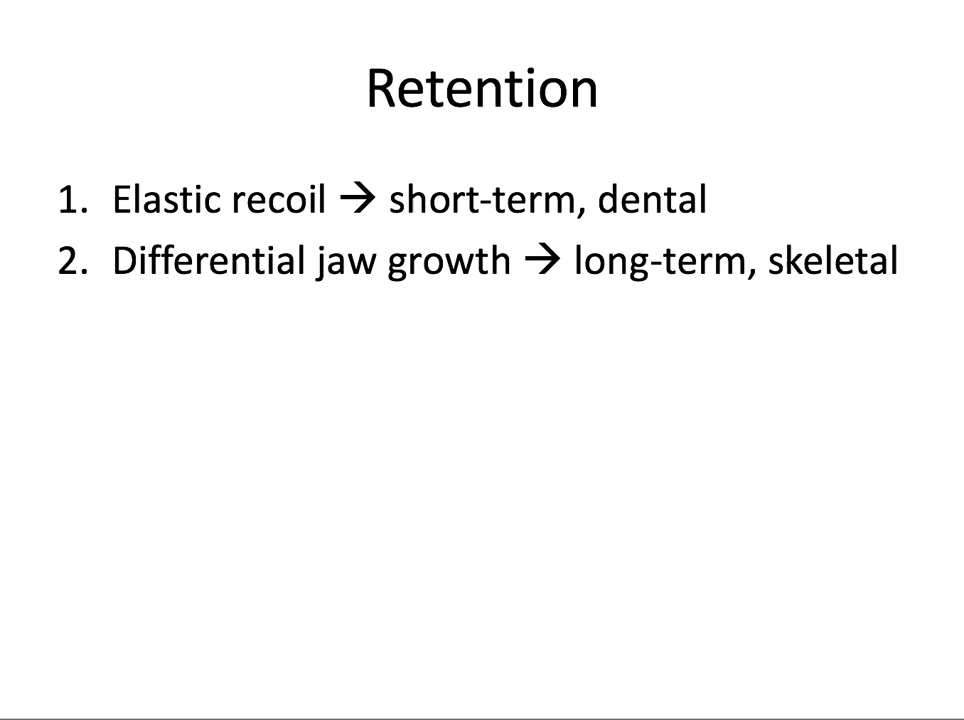 Retention
1. Elastic recoil → short-term, dental
2. Differential jaw growth → long-term, skeletal